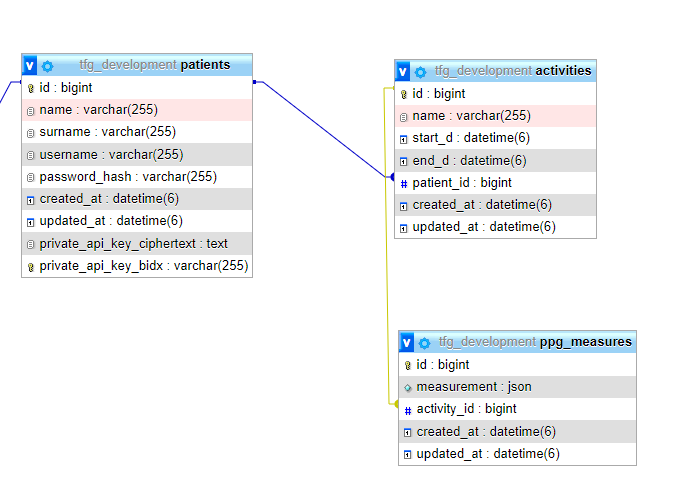 v tfg_development patients
id : bigint
name : varchar(255)
surname : varchar(255)
username : varchar(255)
password_hash : varchar(255)
created_at : datetime(6)
updated_at : datetime(6)
private_api_key_ciphertext : text
private_api_key_bidx : varchar(255)
v tfg_development activities
id : bigint
name : varchar(255)
start_d : datetime(6)
end_d : datetime(6)
# patient_id : bigint
created_at : datetime(6)
updated_at : datetime(6)
v tfg_development ppg_measures
id : bigint
measurement : json
# activity_id : bigint
created_at : datetime(6)
updated_at : datetime(6)